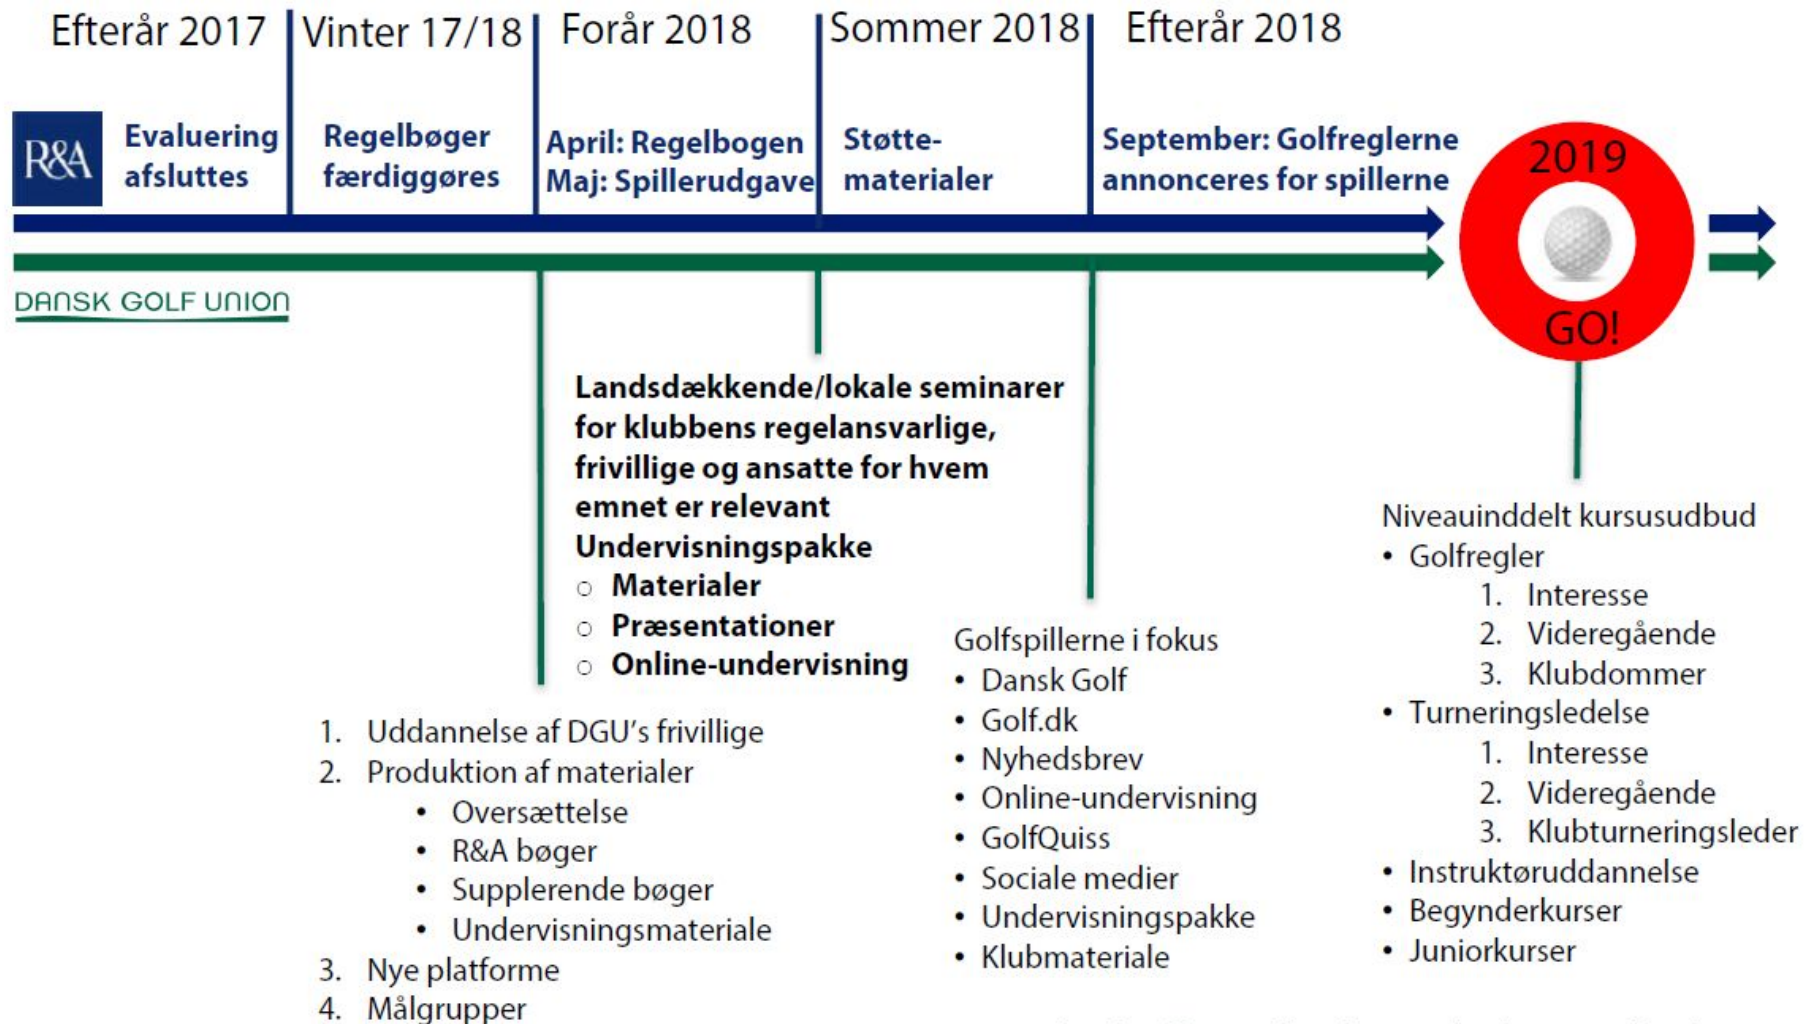 Efterår 2017
Vinter 17/18
Forår 2018
Sommer 2018
Efterår 2018
R&A
Evaluering
afsluttes
Regelbøger
færdiggøres
April: Regelbogen
Maj: Spillerudgave
Støtte-
materialer
September: Golfreglerne
annonceres for spillerne
2019
GO!
DANSK GOLF UNION
Landsdækkende/lokale seminarer
for klubbens regelansvarlige,
frivillige og ansatte for hvem
emnet er relevant
Undervisningspakke
○ Materialer
○ Præsentationer
○ Online-undervisning
1. Uddannelse af DGU's frivillige
2. Produktion af materialer
• Oversættelse
• R&A bøger
• Supplerende bøger
• Undervisningsmateriale
3. Nye platforme
4. Målgrupper
Golfspillerne i fokus
• Dansk Golf
• Golf.dk
• Nyhedsbrev
• Online-undervisning
• GolfQuiss
• Sociale medier
• Undervisningspakke
• Klubmateriale
Niveauinddelt kursusudbud
• Golfregler
1. Interesse
2. Videregående
3. Klubdommer
• Turneringsledelse
1. Interesse
2. Videregående
3. Klubturneringsleder
• Instruktøruddannelse
• Begynderkurser
• Juniorkurser